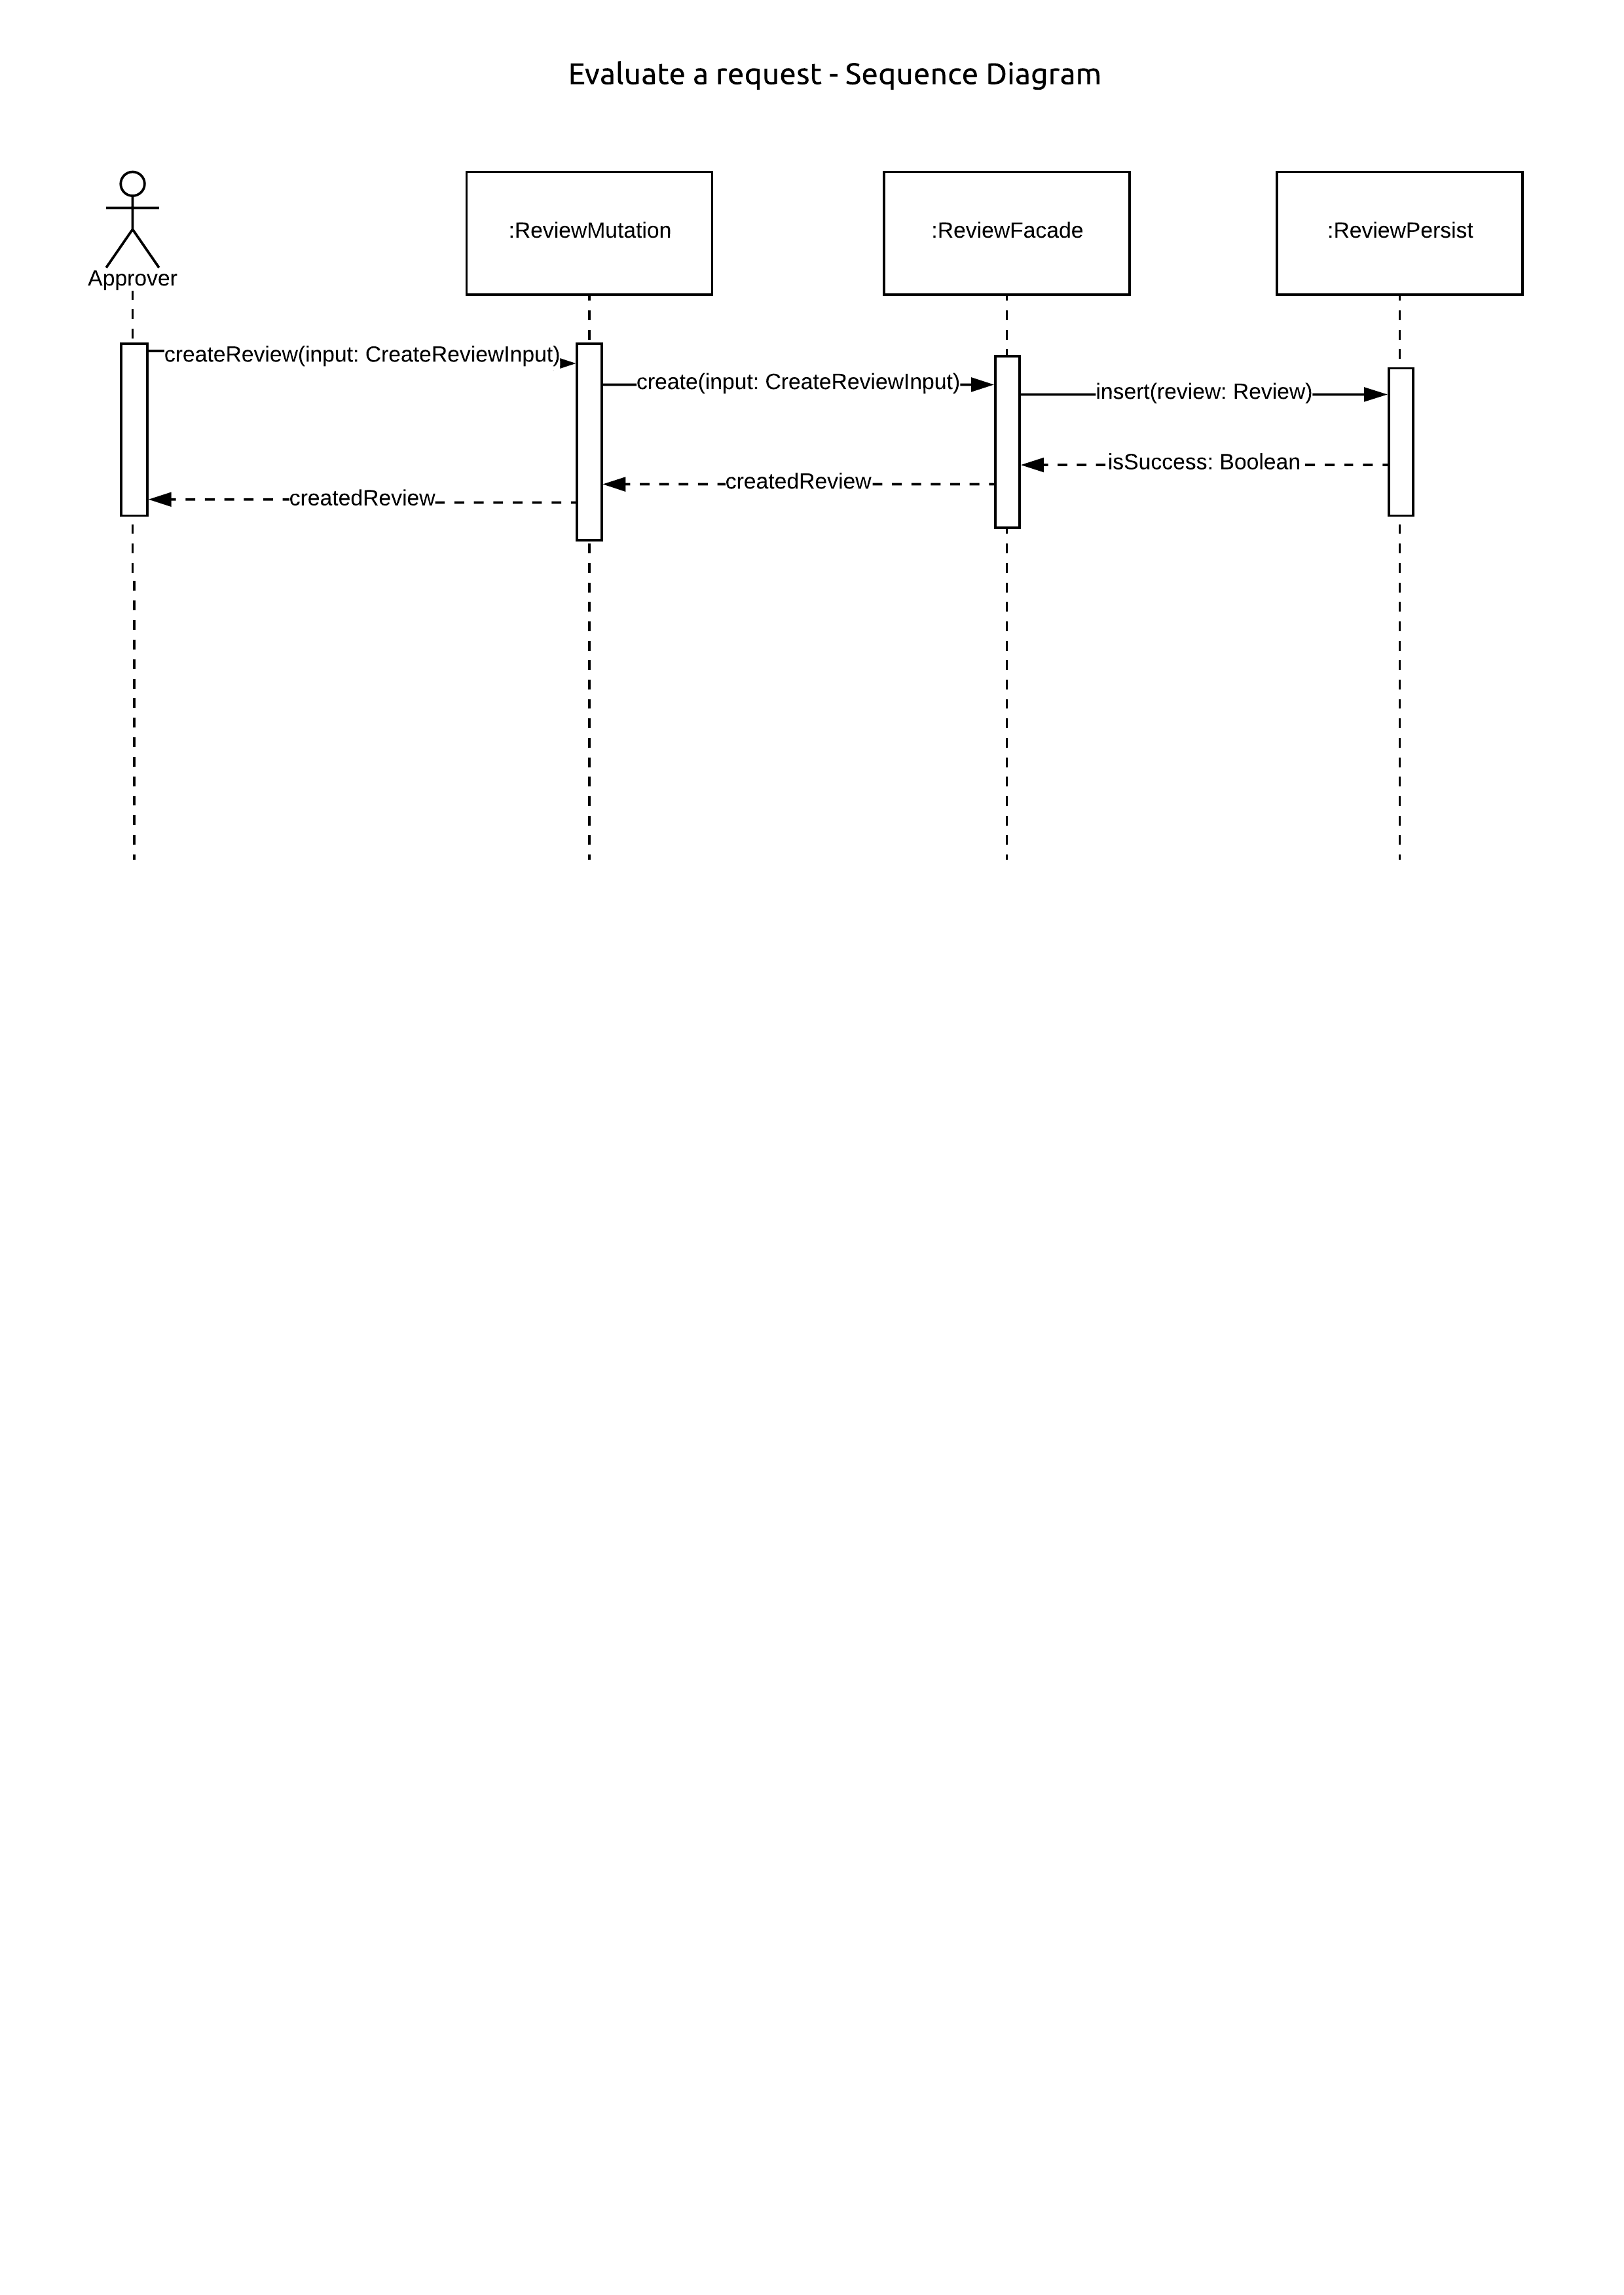 Evaluate a request - Sequence Diagram
Approver
:ReviewMutation
:ReviewFacade
:ReviewPersist
createReview(input: CreateReviewInput)
create(input: CreateReviewInput)
insert(review: Review)
isSuccess: Boolean
createdReview
createdReview